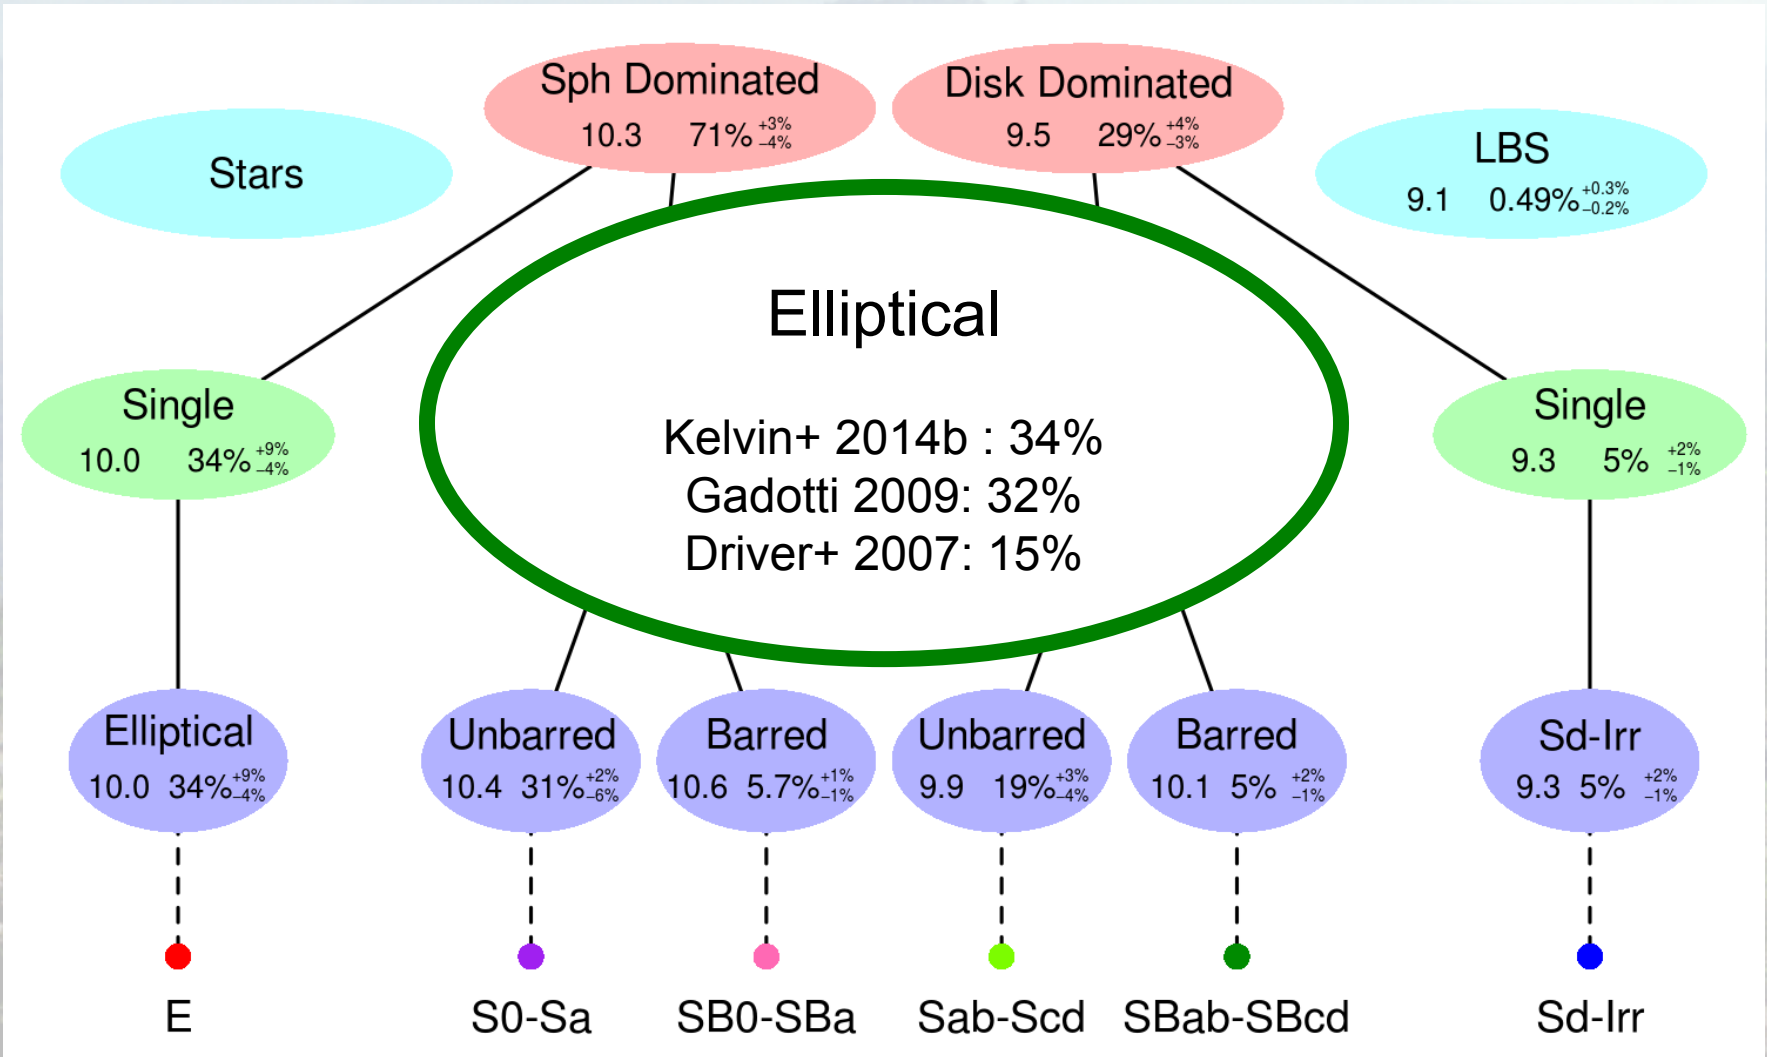 Sph Dominated
10.3 71% +3% −4%
Disk Dominated
9.5 29% +4% −3%
Stars
LBS
9.1 0.49% +0.3% −0.2%
Elliptical
Kelvin+ 2014b : 34%
Gadotti 2009: 32%
Driver+ 2007: 15%
Single
10.0 34% +9% −4%
Single
9.3 5% +2% −1%
Elliptical
10.0 34% +9% −4%
Unbarred
10.4 31% +2% −6%
Barred
10.6 5.7% +1% −1%
Unbarred
9.9 19% +3% −4%
Barred
10.1 5% +2% −1%
Sd-Irr
9.3 5% +2% −1%
E
S0-Sa
SB0-SBa
Sab-Scd
SBab-SBcd
Sd-Irr